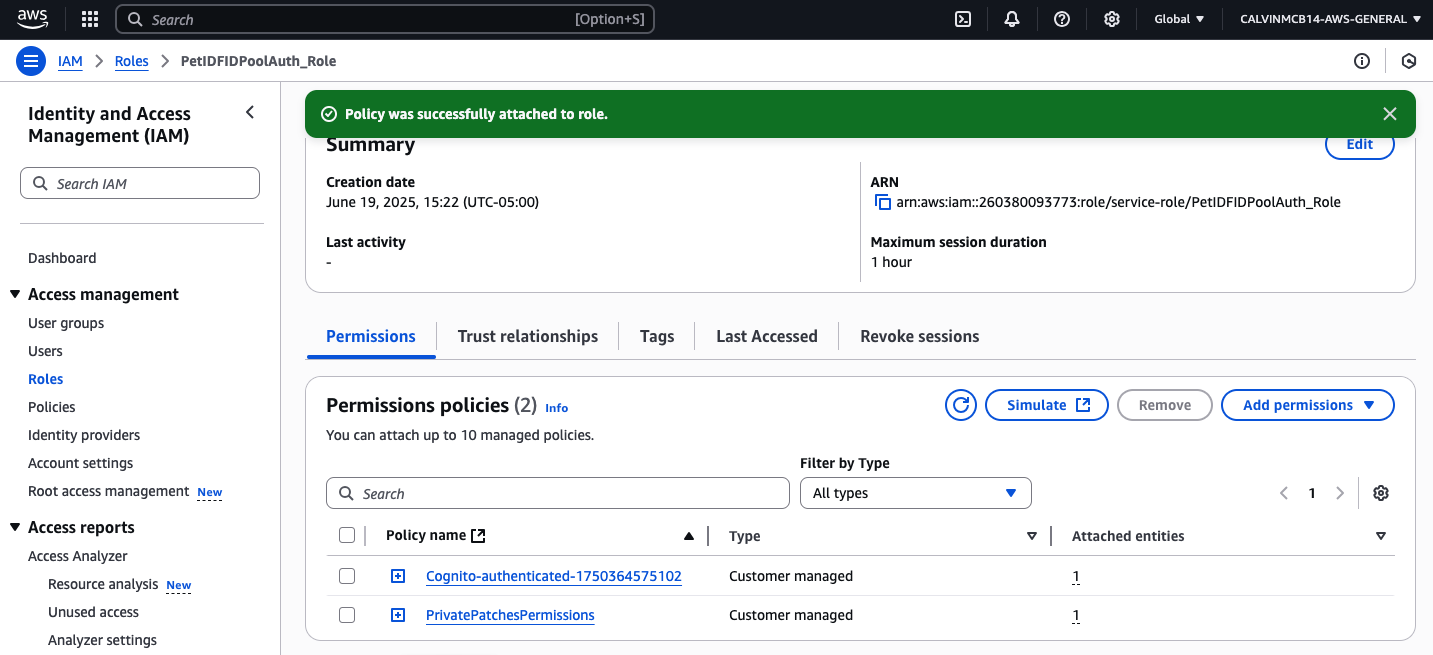 aws
Search [Option+S] Global CALVINMCB14-AWS-GENERAL
IAM Roles PetIDFIDPoolAuth_Role
Identity and Access
Management (IAM)
Search IAM
Dashboard
Access management
User groups
Users
Roles
Policies
Identity providers
Account settings
Root access management New
Access reports
Access Analyzer
Resource analysis New
Unused access
Analyzer settings
Policy was successfully attached to role.
Summary Edit
Creation date
June 19, 2025, 15:22 (UTC-05:00)
Last activity
-
ARN
arn:aws:iam::260380093773:role/service-role/PetIDFIDPoolAuth_Role
Maximum session duration
1 hour
Permissions Trust relationships Tags Last Accessed Revoke sessions
Permissions policies (2) Info Simulate Remove Add permissions
You can attach up to 10 managed policies.
Filter by Type
Search All types 1
Policy name Type Attached entities
Cognito-authenticated-1750364575102 Customer managed 1
PrivatePatchesPermissions Customer managed 1